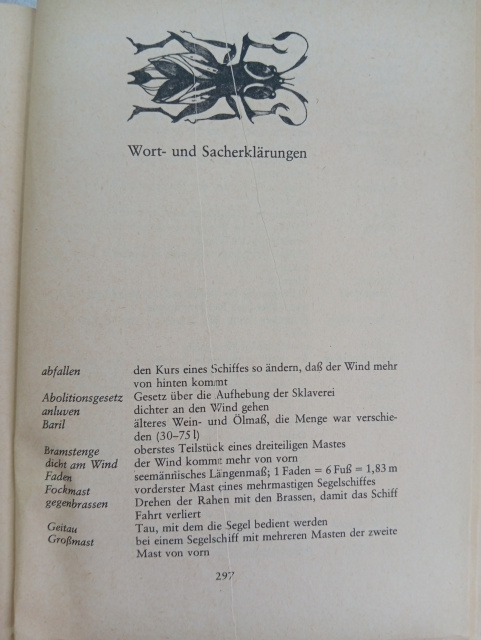 Wort- und Sacherklärungen
abfallen den Kurs eines Schiffes so ändern, daß der Wind mehr
von hinten kommt
Abolitionsgesetz Gesetz über die Aufhebung der Sklaverei
anluven dichter an den Wind gehen
Baril älteres Wein- und Ölmaß, die Menge war verschie-
den (30–75 l)
Bramstenge oberstes Teilstück eines dreiteiligen Mastes
dicht am Wind der Wind kommt mehr von vorn
Faden seemännisches Längenmaß; 1 Faden = 6 Fuß = 1,83 m
Fockmast vorderster Mast eines mehrmastigen Segelschiffes
gegenbrassen Drehen der Rahen mit den Brassen, damit das Schiff
Fahrt verliert
Geitau Tau, mit dem die Segel bedient werden
Großmast bei einem Segelschiff mit mehreren Masten der zweite
Mast von vorn
297